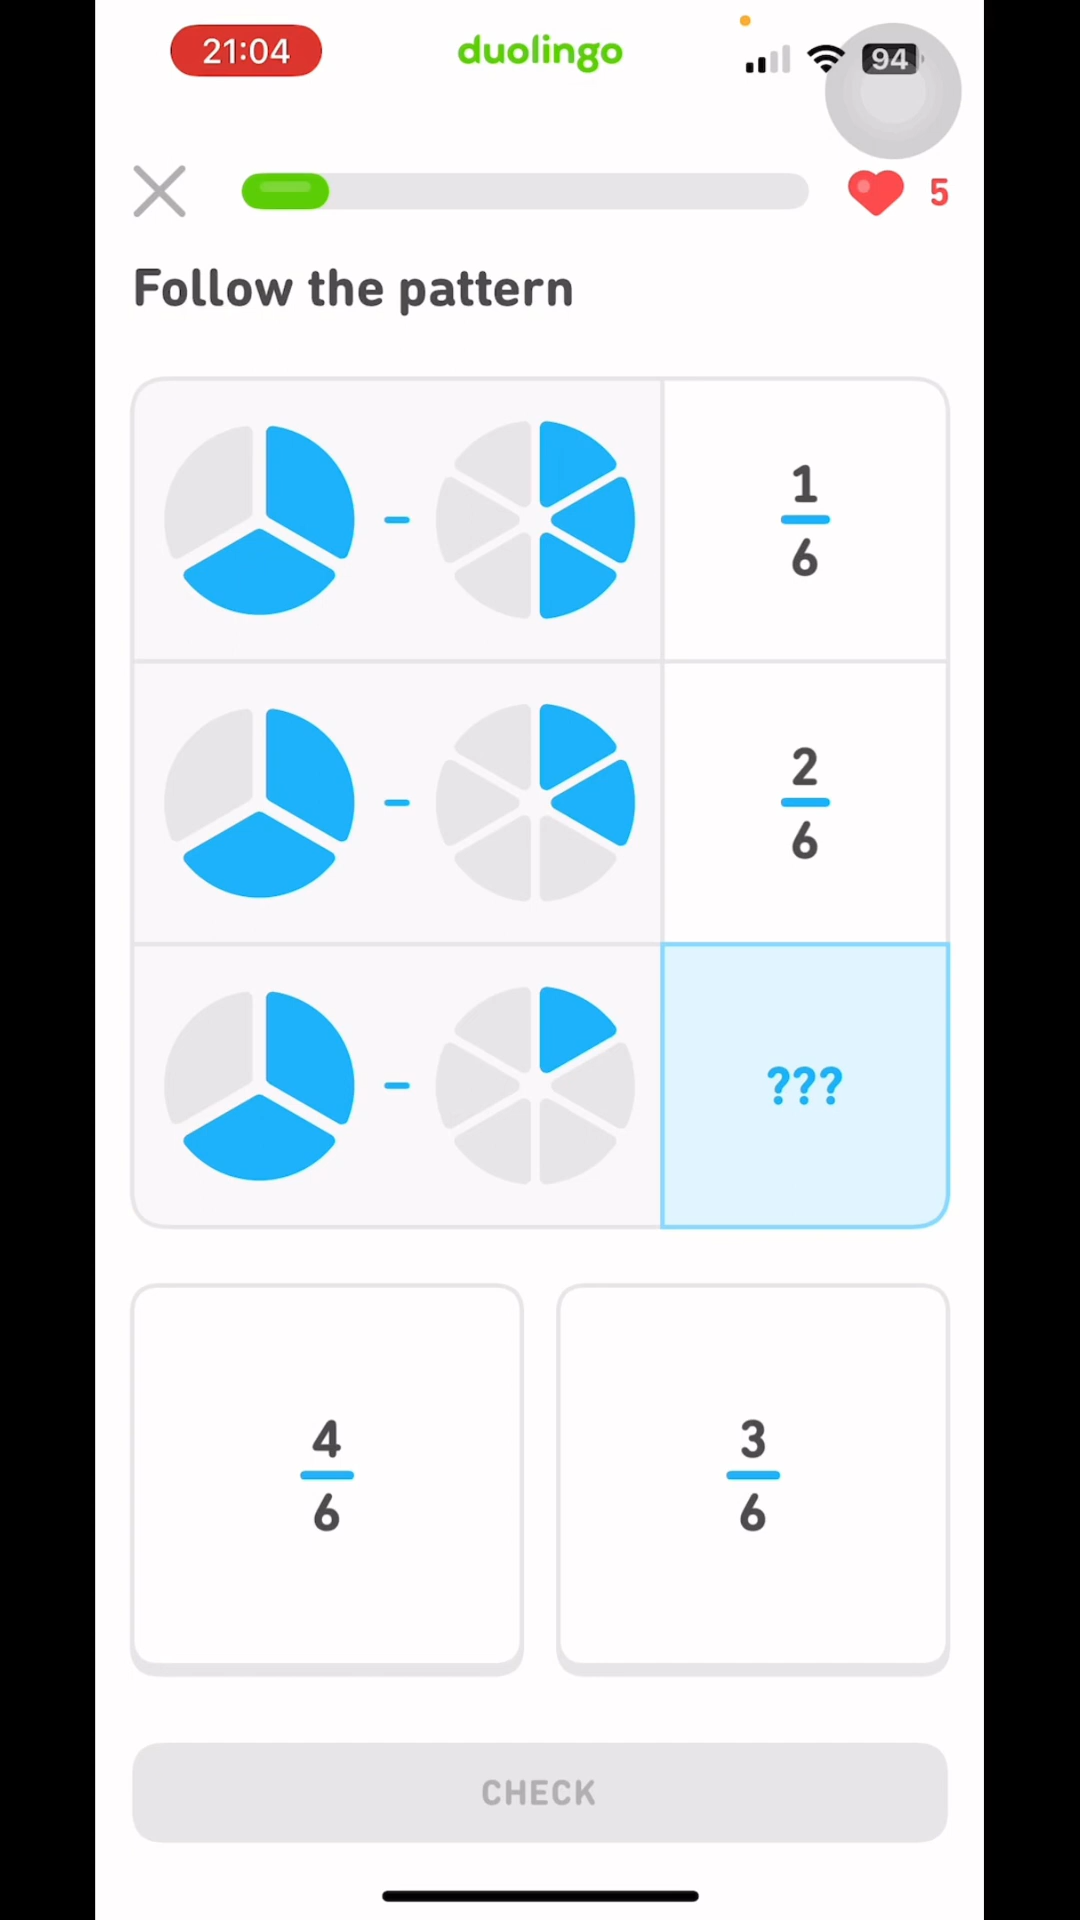 21:04 duolingo 94
5
Follow the pattern
- 1/6
- 2/6
- ???
4/6 3/6
CHECK